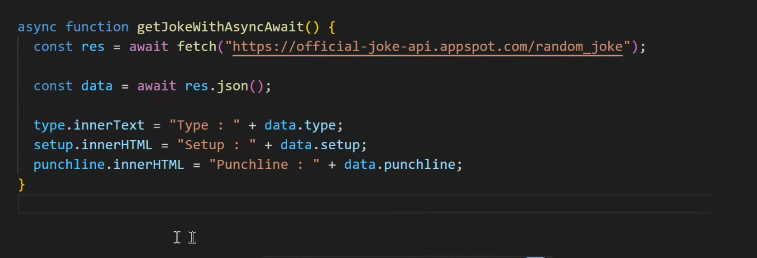 async function getJokeWithAsyncAwait() {
  const res = await fetch("https://official-joke-api.appspot.com/random_joke");
  const data = await res.json();
  type.innerText = "Type : " + data.type;
  setup.innerHTML = "Setup : " + data.setup;
  punchline.innerHTML = "Punchline : " + data.punchline;
}